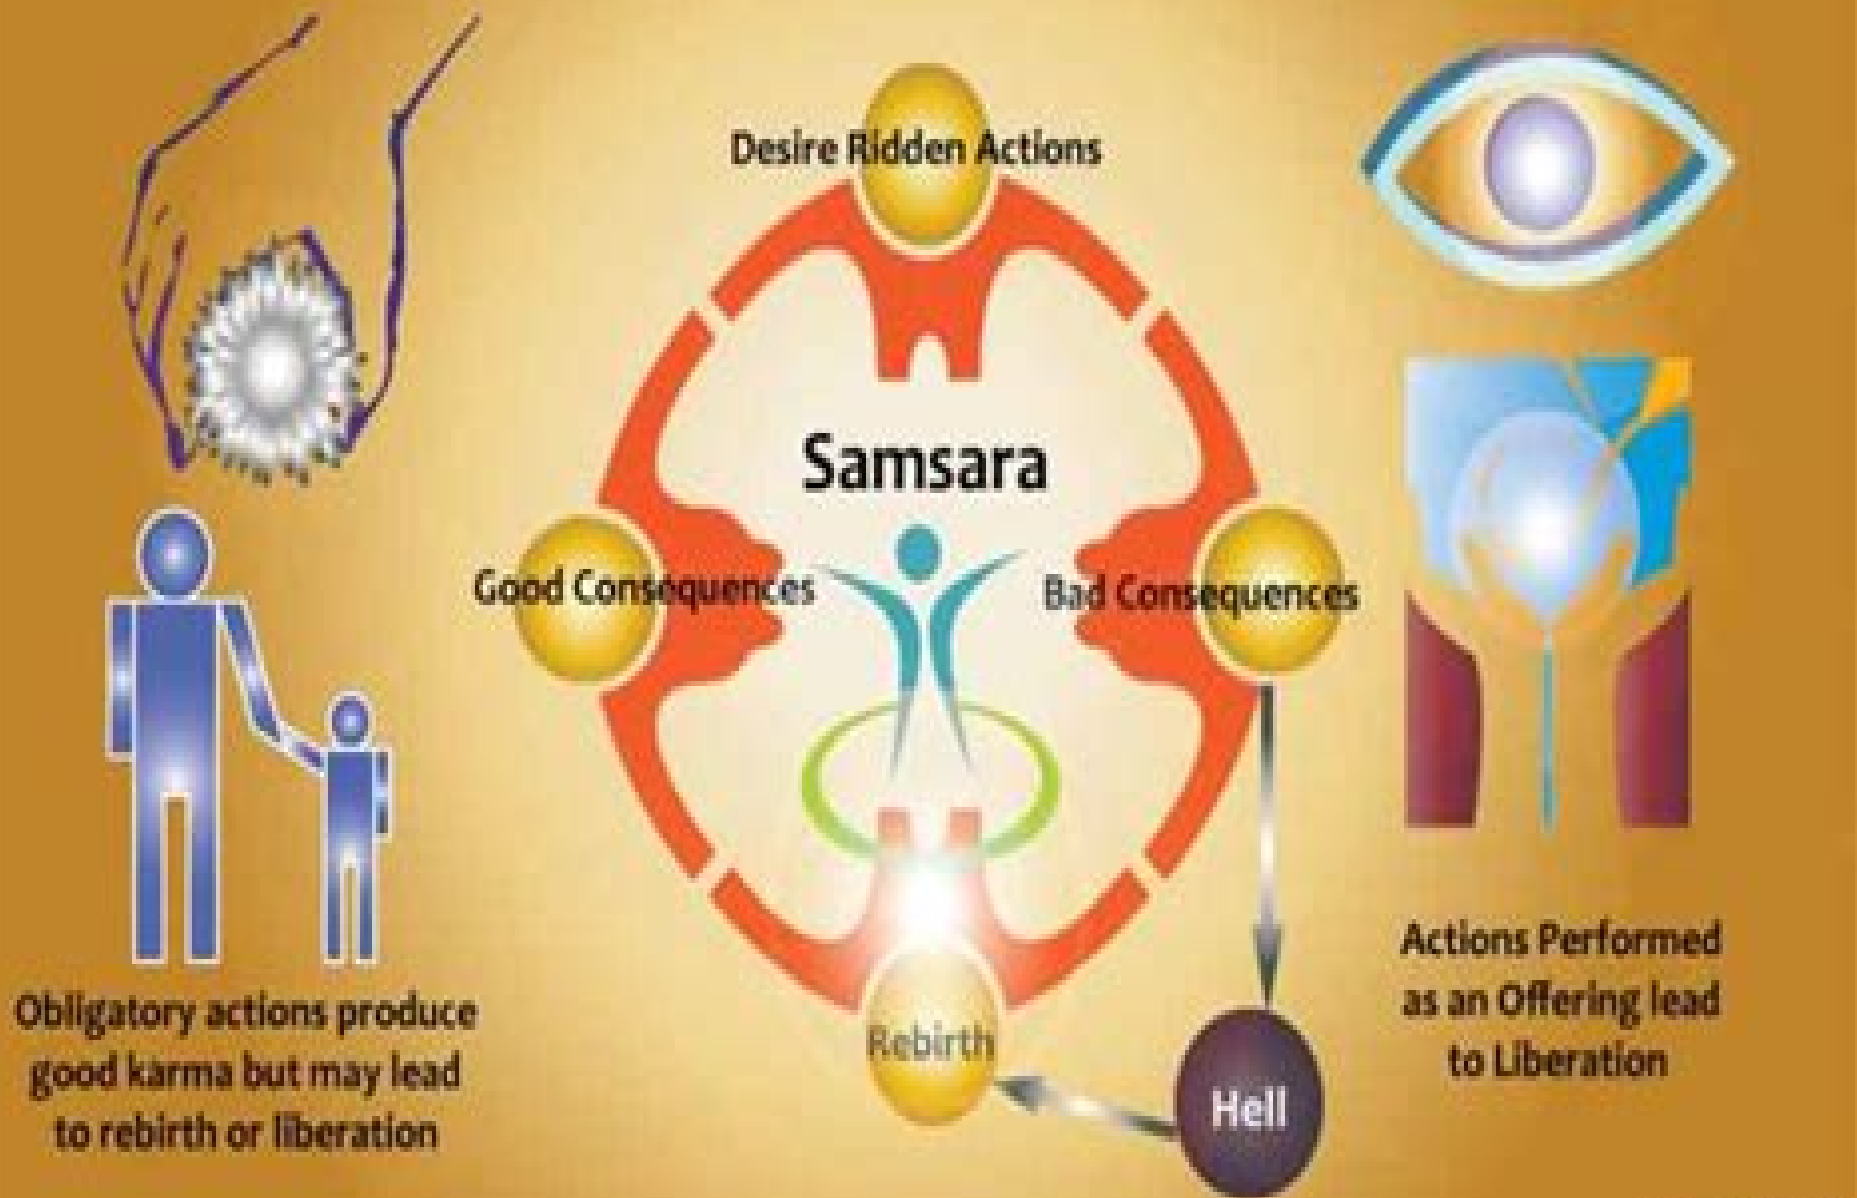 Desire Ridden Actions
Samsara
Good Consequences
Bad Consequences
Rebirth
Hell
Obligatory actions produce
good karma but may lead
to rebirth or liberation
Actions Performed
as an Offering lead
to Liberation